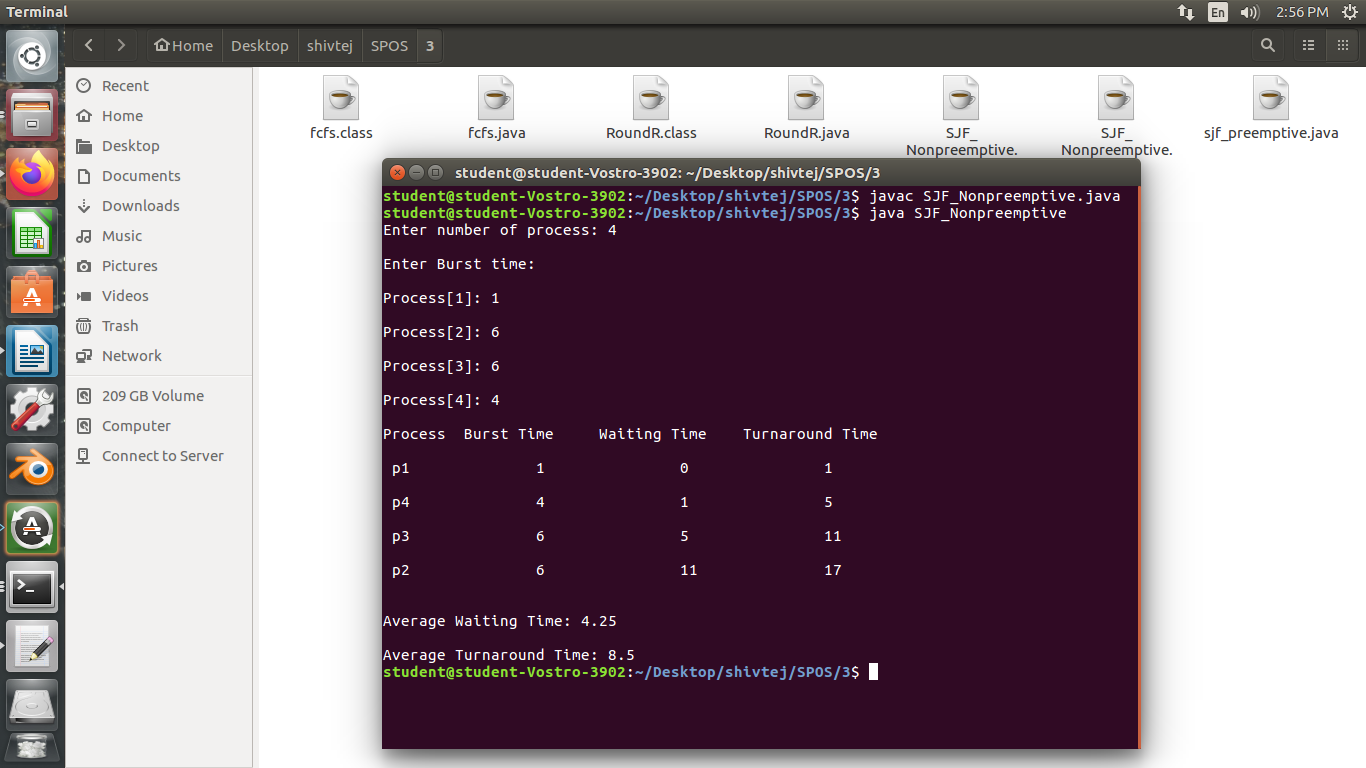 Terminal
En
2:56 PM
Home
Desktop
shivtej
SPOS
3
Recent
Home
Desktop
Documents
Downloads
Music
Pictures
Videos
Trash
Network
209 GB Volume
Computer
Connect to Server
fcfs.class
fcfs.java
RoundR.class
RoundR.java
SJF_
Nonpreemptive.
SJF_
Nonpreemptive.
sjf_preemptive.java
student@student-Vostro-3902: ~/Desktop/shivtej/SPOS/3
student@student-Vostro-3902:~/Desktop/shivtej/SPOS/3$ javac SJF_Nonpreemptive.java
student@student-Vostro-3902:~/Desktop/shivtej/SPOS/3$ java SJF_Nonpreemptive
Enter number of process: 4
Enter Burst time:
Process[1]: 1
Process[2]: 6
Process[3]: 6
Process[4]: 4
Process Burst Time Waiting Time Turnaround Time
p1 1 0 1
p4 4 1 5
p3 6 5 11
p2 6 11 17
Average Waiting Time: 4.25
Average Turnaround Time: 8.5
student@student-Vostro-3902:~/Desktop/shivtej/SPOS/3$